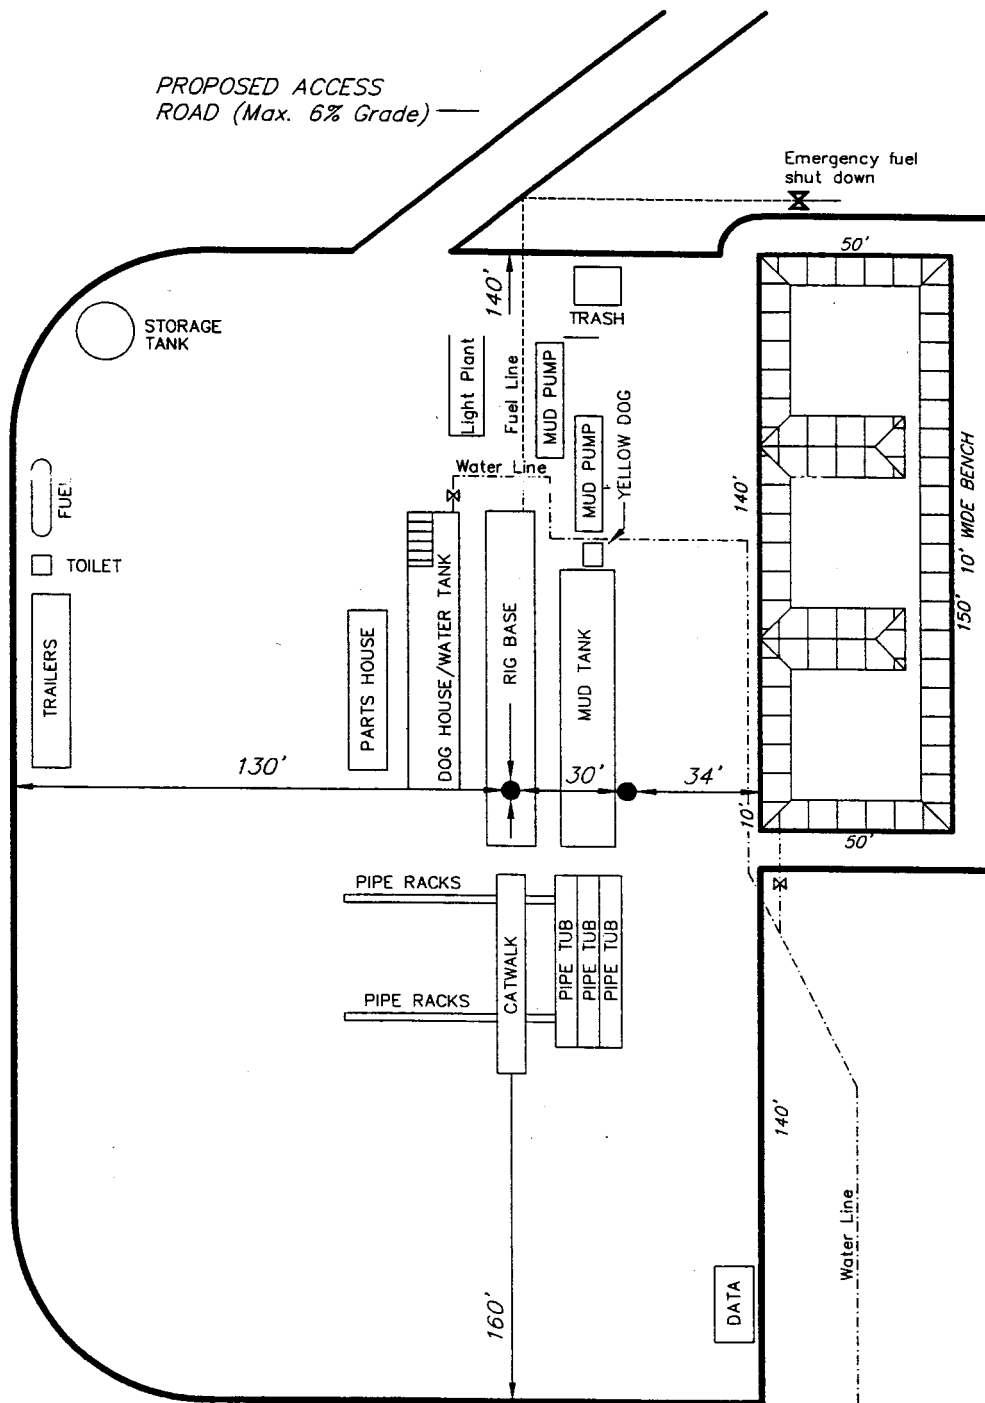 PROPOSED ACCESS
ROAD (Max. 6% Grade)
Emergency fuel
shut down
50'
140'
STORAGE
TANK
TRASH
Light Plant
Fuel Line
MUD PUMP
MUD PUMP
YELLOW DOG
Water Line
FUEL
TOILET
TRAILERS
PARTS HOUSE
DOG HOUSE/WATER TANK
RIG BASE
MUD TANK
140'
150' 10' WIDE BENCH
130'
30'
34'
10'
50'
PIPE RACKS
PIPE RACKS
CATWALK
PIPE TUB
PIPE TUB
PIPE TUB
140'
Water Line
DATA
160'